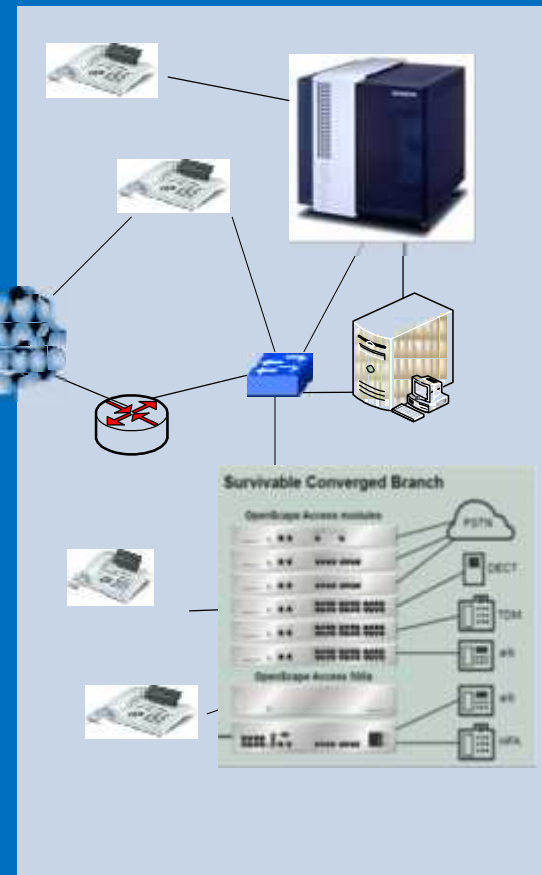 Survivable Converged Branch
OpenScape Access modules
PSTN
DECT
TDM
a/b
OpenScape Access 500a
a/b
HFA